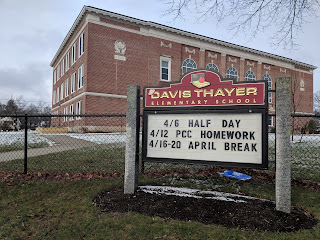 DAVIS THAYER
ELEMENTARY SCHOOL
4/6 HALF DAY
4/12 PCC HOMEWORK
4/16-20 APRIL BREAK